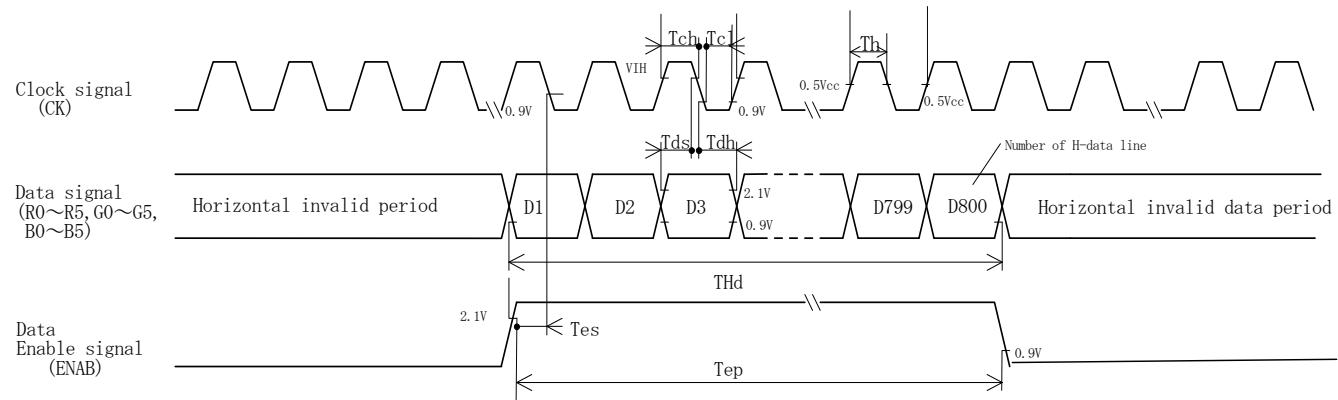 Tch Tcl Th
VIH
0.5Vcc
0.5Vcc
Clock signal
(CK)
0.9V
0.9V
Tds Tdh
Number of H-data line
Data signal
(R0～R5,G0～G5,
B0～B5)
Horizontal invalid period
D1 D2 D3 D799 D800
Horizontal invalid data period
2.1V
0.9V
THd
2.1V
Tes
Data
Enable signal
(ENAB)
0.9V
Tep